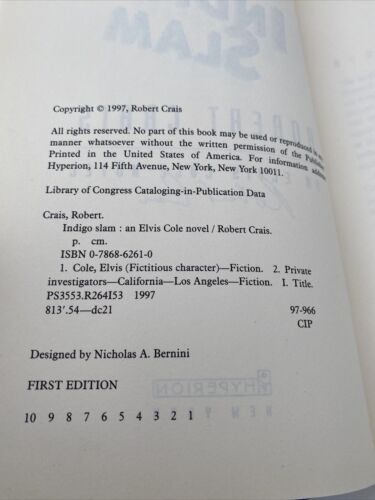 Copyright © 1997, Robert Crais
All rights reserved. No part of this book may be used or reproduced in any
manner whatsoever without the written permission of the Publisher.
Printed in the United States of America. For information address
Hyperion, 114 Fifth Avenue, New York, New York 10011.
Library of Congress Cataloging-in-Publication Data
Crais, Robert.
Indigo slam : an Elvis Cole novel / Robert Crais.
p. cm.
ISBN 0-7868-6261-0
1. Cole, Elvis (Fictitious character)—Fiction. 2. Private
investigators—California—Los Angeles—Fiction. I. Title.
PS3553.R264I53 1997
813'.54—dc21 97-966
CIP
Designed by Nicholas A. Bernini
FIRST EDITION
10 9 8 7 6 5 4 3 2 1